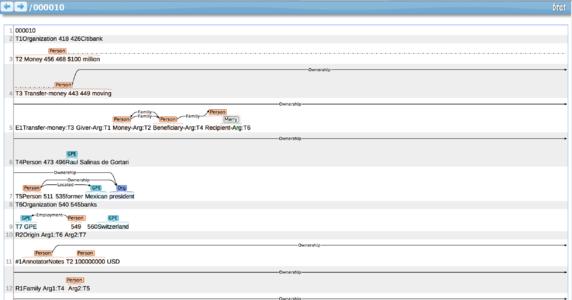 /000010
brat
1 000010
2 T1Organization 418 426Citibank
Person
3 T2 Money 456 468 $100 million
Ownership
Person
4 T3 Transfer-money 443 449 moving
Ownership
Family Person
Person Family Person Family Marry
5 E1Transfer-money:T3 Giver-Arg:T1 Money-Arg:T2 Beneficiary-Arg:T4 Recipient-Arg:T6
Ownership
GPE
6 T4Person 473 496Raul Salinas de Gortari
Ownership
Ownership
Person Located GPE Org
7 T5Person 511 535former Mexican president
8 T6Organization 540 545banks
GPE Employment Person GPE
9 T7 GPE 549 560Switzerland
10 R2Origin Arg1:T6 Arg2:T7
Ownership
Person Person
11 #1AnnotatorNotes T2 100000000 USD
Ownership
Person
12 R1Family Arg1:T4 Arg2:T5
Ownership